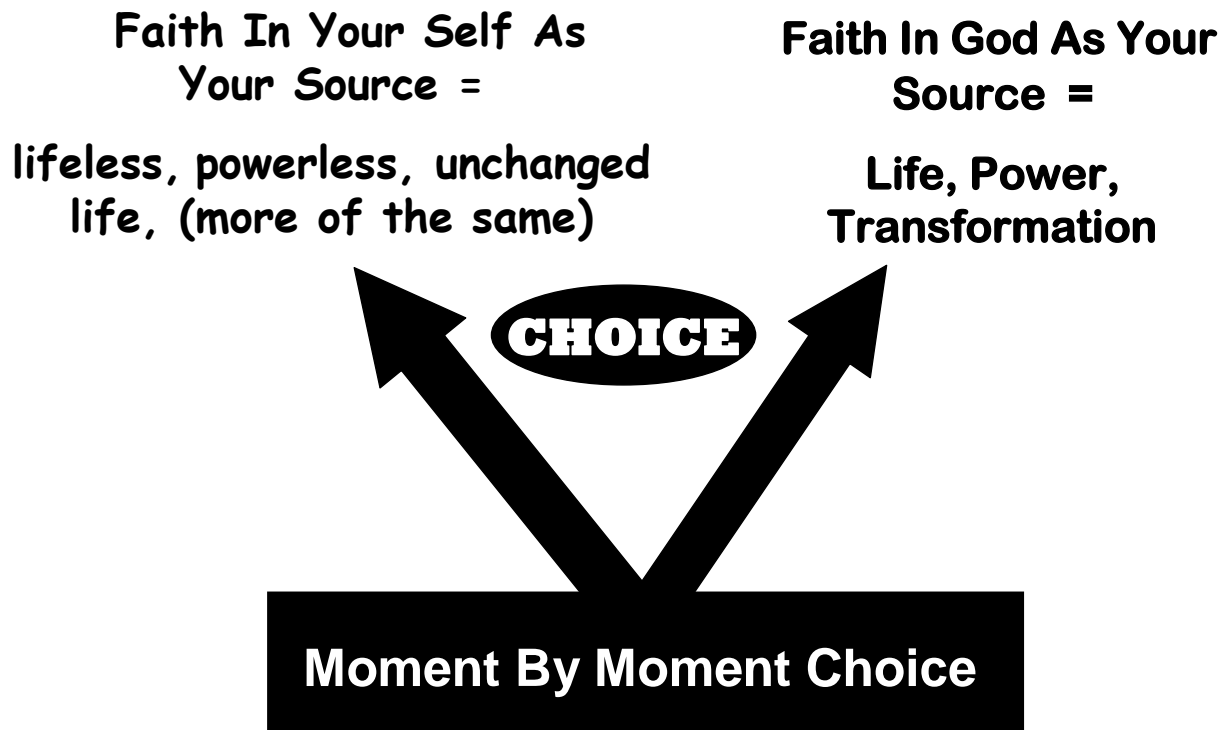 Faith In Your Self As
Your Source =
lifeless, powerless, unchanged
life, (more of the same)
Faith In God As Your
Source =
Life, Power,
Transformation
CHOICE
Moment By Moment Choice